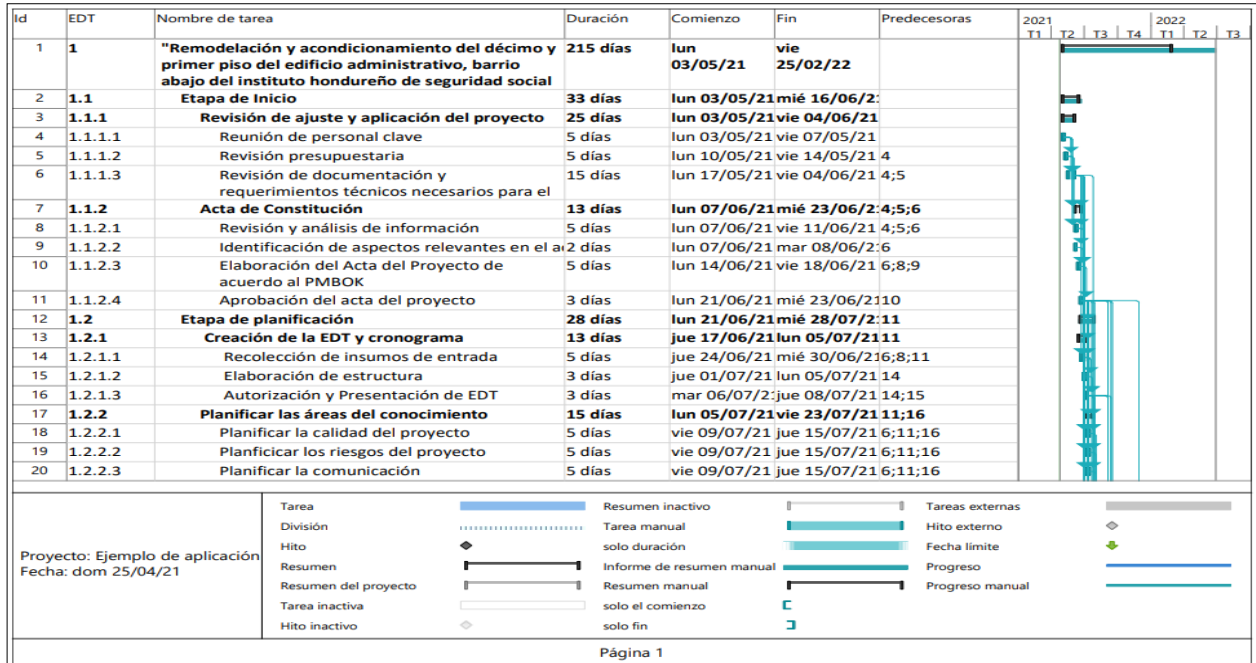 Id EDT Nombre de tarea Duración Comienzo Fin Predecesoras 2021 2022
T1 T2 T3 T4 T1 T2 T3
1 1 "Remodelación y acondicionamiento del décimo y 215 días lun vie
primer piso del edificio administrativo, barrio 03/05/21 25/02/22
abajo del instituto hondureño de seguridad social
2 1.1 Etapa de Inicio 33 días lun 03/05/21 mié 16/06/2
3 1.1.1 Revisión de ajuste y aplicación del proyecto 25 días lun 03/05/21 vie 04/06/21
4 1.1.1.1 Reunión de personal clave 5 días lun 03/05/21 vie 07/05/21
5 1.1.1.2 Revisión presupuestaria 5 días lun 10/05/21 vie 14/05/21 4
6 1.1.1.3 Revisión de documentación y 15 días lun 17/05/21 vie 04/06/21 4;5
requerimientos técnicos necesarios para el
7 1.1.2 Acta de Constitución 13 días lun 07/06/21 mié 23/06/2 4;5;6
8 1.1.2.1 Revisión y análisis de información 5 días lun 07/06/21 vie 11/06/21 4;5;6
9 1.1.2.2 Identificación de aspectos relevantes en el a 2 días lun 07/06/21 mar 08/06/2 6
10 1.1.2.3 Elaboración del Acta del Proyecto de 5 días lun 14/06/21 vie 18/06/21 6;8;9
acuerdo al PMBOK
11 1.1.2.4 Aprobación del acta del proyecto 3 días lun 21/06/21 mié 23/06/21 10
12 1.2 Etapa de planificación 28 días lun 21/06/21 mié 28/07/2 11
13 1.2.1 Creación de la EDT y cronograma 13 días jue 17/06/21 lun 05/07/21 11
14 1.2.1.1 Recolección de insumos de entrada 5 días jue 24/06/21 mié 30/06/21 6;8;11
15 1.2.1.2 Elaboración de estructura 3 días jue 01/07/21 lun 05/07/21 14
16 1.2.1.3 Autorización y Presentación de EDT 3 días mar 06/07/2 jue 08/07/21 14;15
17 1.2.2 Planificar las áreas del conocimiento 15 días lun 05/07/21 vie 23/07/21 11;16
18 1.2.2.1 Planificar la calidad del proyecto 5 días vie 09/07/21 jue 15/07/21 6;11;16
19 1.2.2.2 Planficicar los riesgos del proyecto 5 días vie 09/07/21 jue 15/07/21 6;11;16
20 1.2.2.3 Planificar la comunicación 5 días vie 09/07/21 jue 15/07/21 6;11;16
Proyecto: Ejemplo de aplicación
Fecha: dom 25/04/21
Tarea Resumen inactivo Tareas externas
División Tarea manual Hito externo
Hito solo duración Fecha límite
Resumen Informe de resumen manual Progreso
Resumen del proyecto Resumen manual Progreso manual
Tarea inactiva solo el comienzo
Hito inactivo solo fin
Página 1